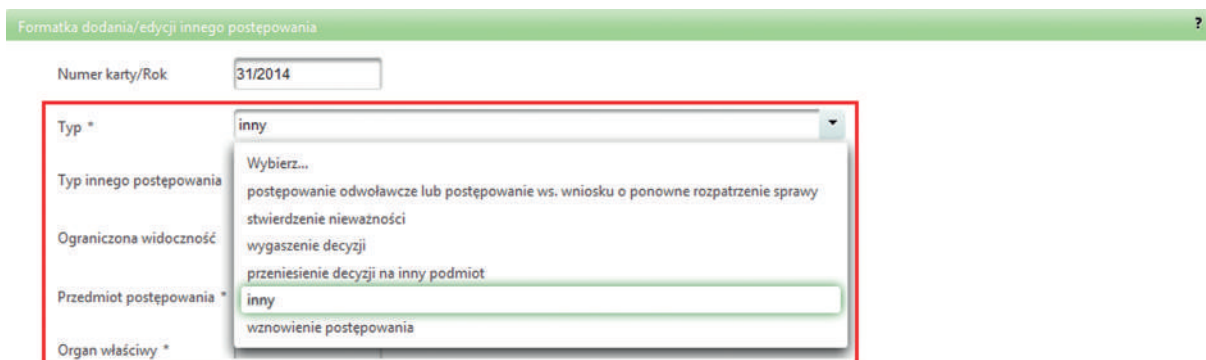 Formatka dodania/edycji innego postępowania ?
Numer karty/Rok 31/2014
Typ * inny
Wybierz...
Typ innego postępowania
postępowanie odwoławcze lub postępowanie ws. wniosku o ponowne rozpatrzenie sprawy
stwierdzenie nieważności
Ograniczona widoczność
wygaszenie decyzji
przeniesienie decyzji na inny podmiot
Przedmiot postępowania *
inny
wznowienie postępowania
Organ właściwy *